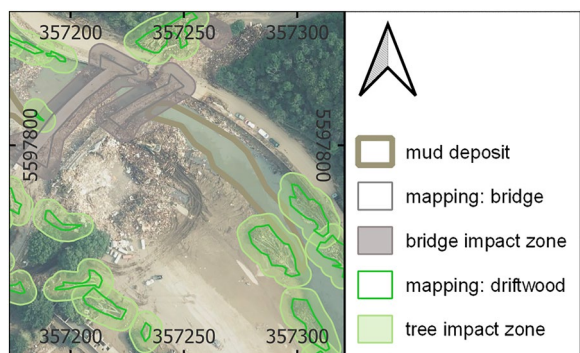 357200 357250 357300
5597800 5597800
357200 357250 357300
mud deposit
mapping: bridge
bridge impact zone
mapping: driftwood
tree impact zone